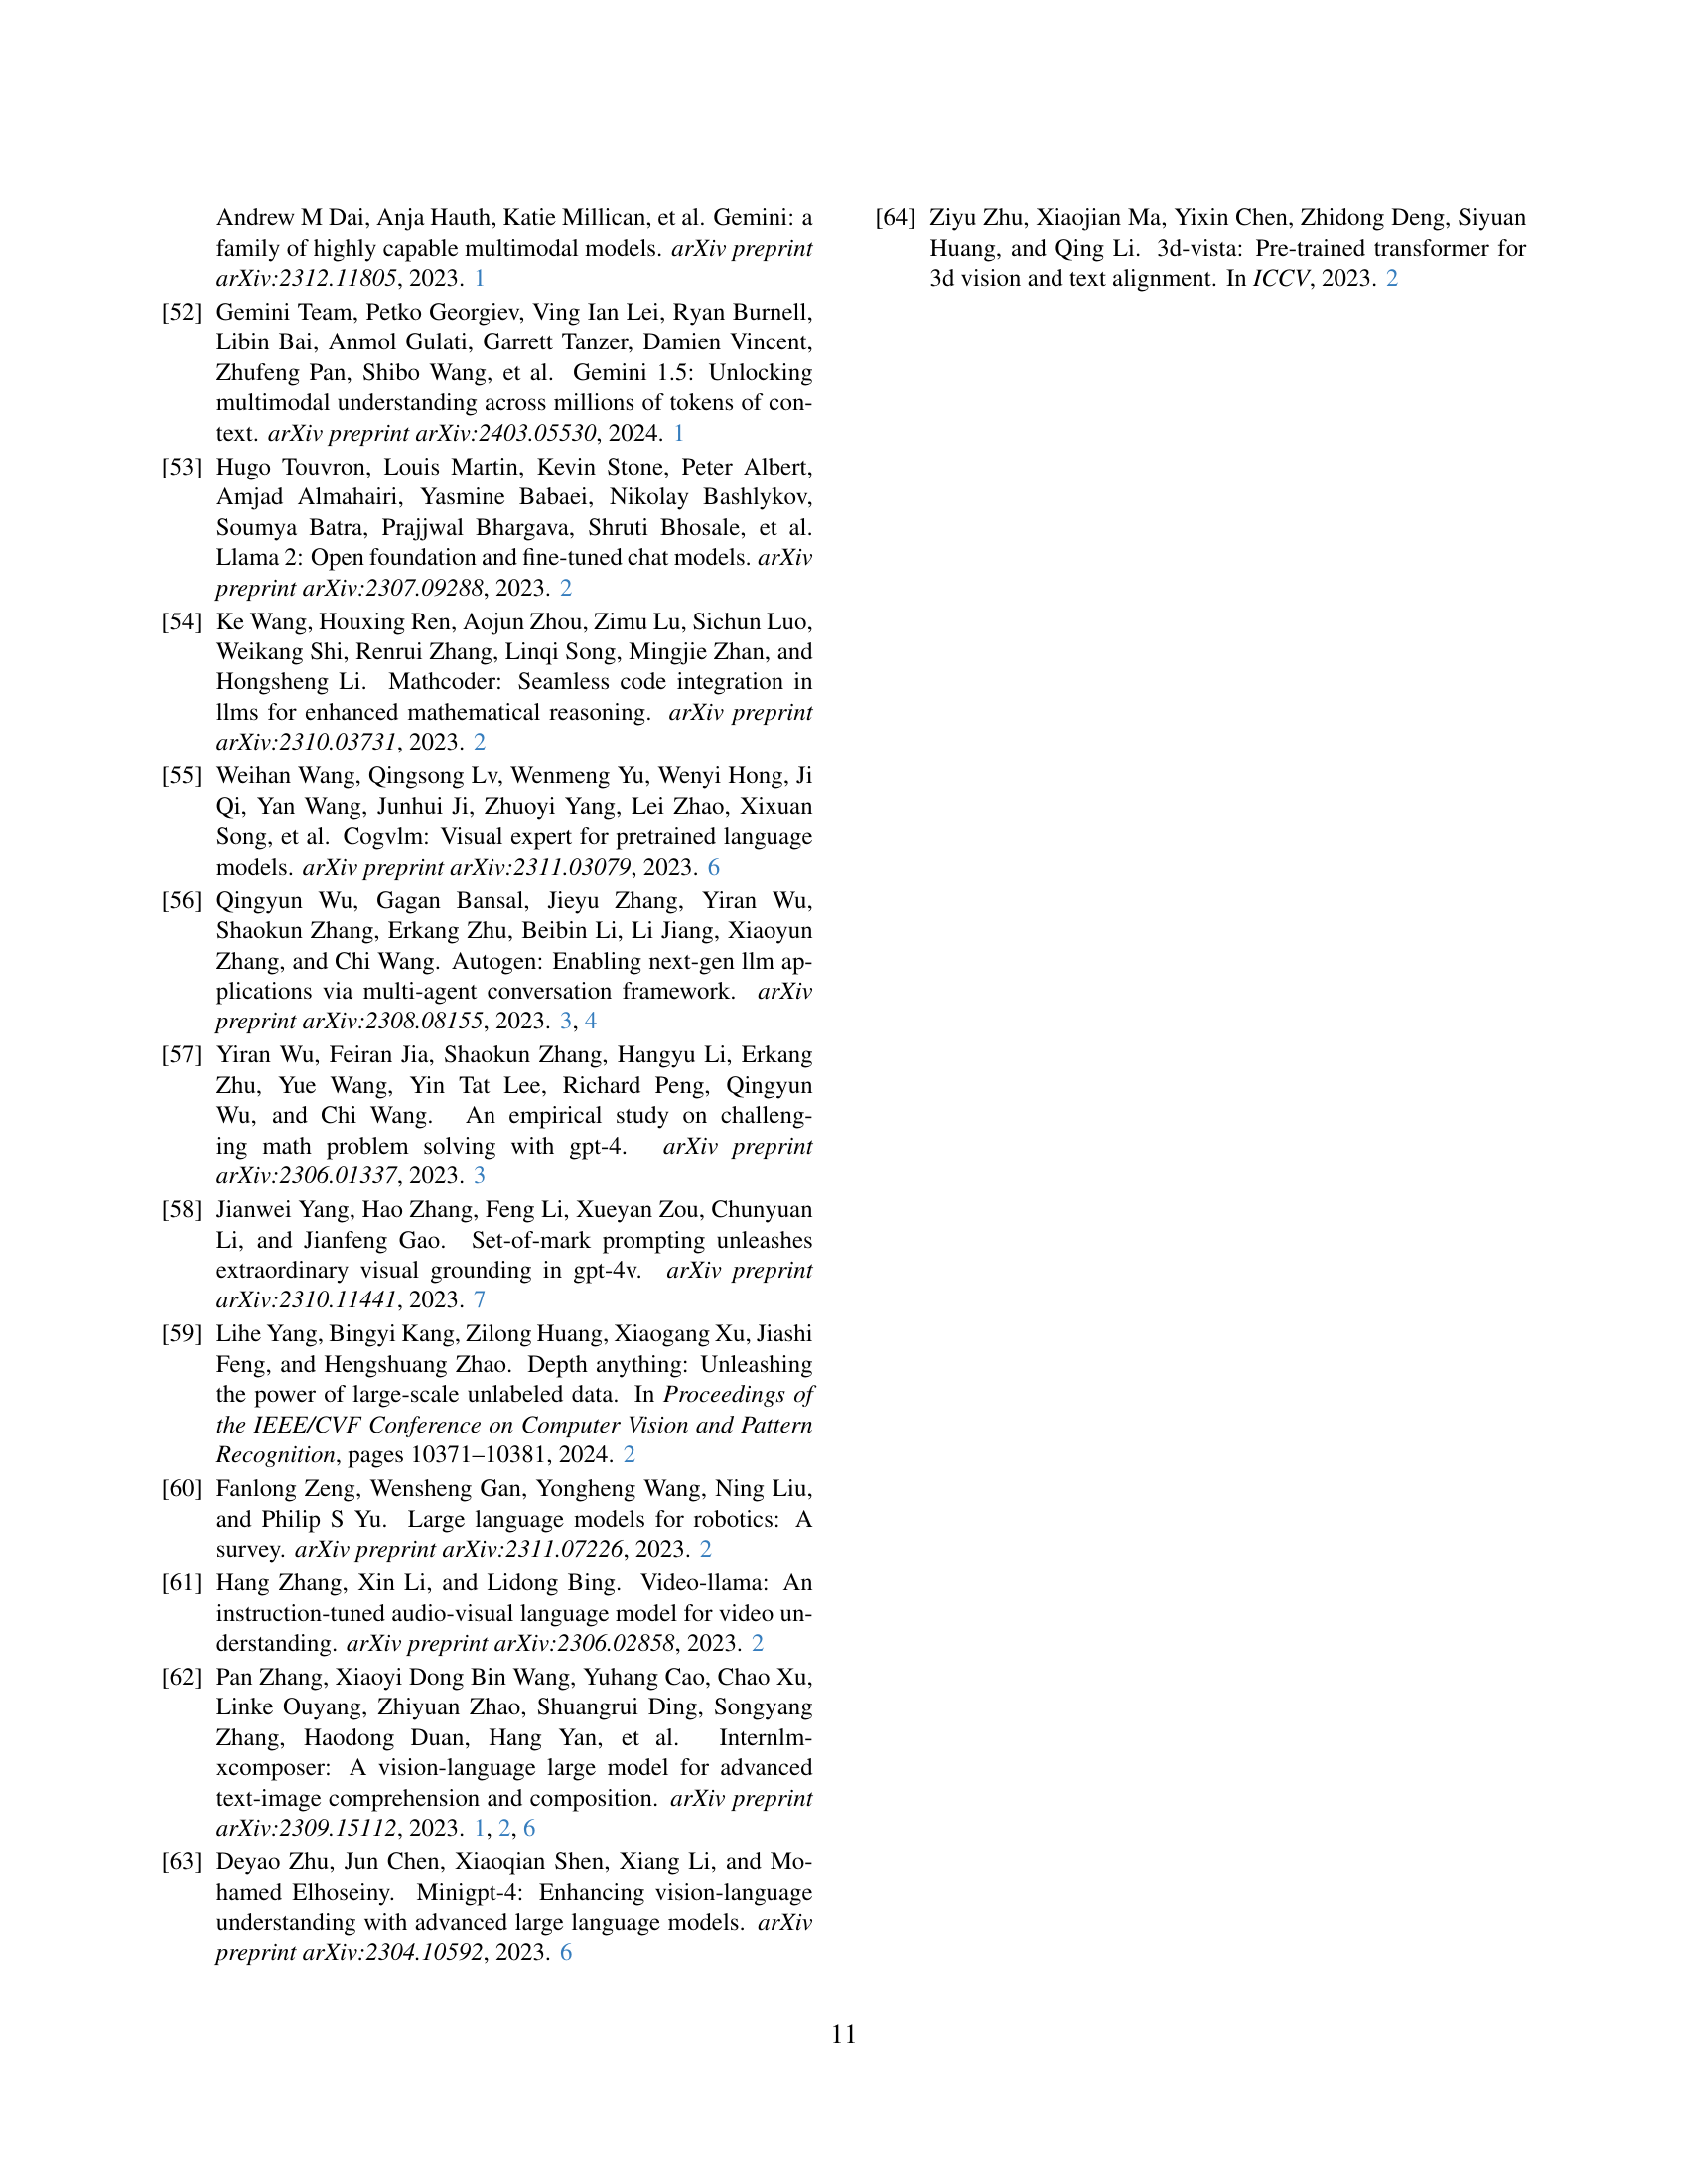 Andrew M Dai, Anja Hauth, Katie Millican, et al. Gemini: a
family of highly capable multimodal models. arXiv preprint
arXiv:2312.11805, 2023. 1
[52] Gemini Team, Petko Georgiev, Ving Ian Lei, Ryan Burnell,
Libin Bai, Anmol Gulati, Garrett Tanzer, Damien Vincent,
Zhufeng Pan, Shibo Wang, et al. Gemini 1.5: Unlocking
multimodal understanding across millions of tokens of con-
text. arXiv preprint arXiv:2403.05530, 2024. 1
[53] Hugo Touvron, Louis Martin, Kevin Stone, Peter Albert,
Amjad Almahairi, Yasmine Babaei, Nikolay Bashlykov,
Soumya Batra, Prajjwal Bhargava, Shruti Bhosale, et al.
Llama 2: Open foundation and fine-tuned chat models. arXiv
preprint arXiv:2307.09288, 2023. 2
[54] Ke Wang, Houxing Ren, Aojun Zhou, Zimu Lu, Sichun Luo,
Weikang Shi, Renrui Zhang, Linqi Song, Mingjie Zhan, and
Hongsheng Li. Mathcoder: Seamless code integration in
llms for enhanced mathematical reasoning. arXiv preprint
arXiv:2310.03731, 2023. 2
[55] Weihan Wang, Qingsong Lv, Wenmeng Yu, Wenyi Hong, Ji
Qi, Yan Wang, Junhui Ji, Zhuoyi Yang, Lei Zhao, Xixuan
Song, et al. Cogvlm: Visual expert for pretrained language
models. arXiv preprint arXiv:2311.03079, 2023. 6
[56] Qingyun Wu, Gagan Bansal, Jieyu Zhang, Yiran Wu,
Shaokun Zhang, Erkang Zhu, Beibin Li, Li Jiang, Xiaoyun
Zhang, and Chi Wang. Autogen: Enabling next-gen llm ap-
plications via multi-agent conversation framework. arXiv
preprint arXiv:2308.08155, 2023. 3, 4
[57] Yiran Wu, Feiran Jia, Shaokun Zhang, Hangyu Li, Erkang
Zhu, Yue Wang, Yin Tat Lee, Richard Peng, Qingyun
Wu, and Chi Wang. An empirical study on challeng-
ing math problem solving with gpt-4. arXiv preprint
arXiv:2306.01337, 2023. 3
[58] Jianwei Yang, Hao Zhang, Feng Li, Xueyan Zou, Chunyuan
Li, and Jianfeng Gao. Set-of-mark prompting unleashes
extraordinary visual grounding in gpt-4v. arXiv preprint
arXiv:2310.11441, 2023. 7
[59] Lihe Yang, Bingyi Kang, Zilong Huang, Xiaogang Xu, Jiashi
Feng, and Hengshuang Zhao. Depth anything: Unleashing
the power of large-scale unlabeled data. In Proceedings of
the IEEE/CVF Conference on Computer Vision and Pattern
Recognition, pages 10371–10381, 2024. 2
[60] Fanlong Zeng, Wensheng Gan, Yongheng Wang, Ning Liu,
and Philip S Yu. Large language models for robotics: A
survey. arXiv preprint arXiv:2311.07226, 2023. 2
[61] Hang Zhang, Xin Li, and Lidong Bing. Video-llama: An
instruction-tuned audio-visual language model for video un-
derstanding. arXiv preprint arXiv:2306.02858, 2023. 2
[62] Pan Zhang, Xiaoyi Dong Bin Wang, Yuhang Cao, Chao Xu,
Linke Ouyang, Zhiyuan Zhao, Shuangrui Ding, Songyang
Zhang, Haodong Duan, Hang Yan, et al. Internlm-
xcomposer: A vision-language large model for advanced
text-image comprehension and composition. arXiv preprint
arXiv:2309.15112, 2023. 1, 2, 6
[63] Deyao Zhu, Jun Chen, Xiaoqian Shen, Xiang Li, and Mo-
hamed Elhoseiny. Minigpt-4: Enhancing vision-language
understanding with advanced large language models. arXiv
preprint arXiv:2304.10592, 2023. 6
[64] Ziyu Zhu, Xiaojian Ma, Yixin Chen, Zhidong Deng, Siyuan
Huang, and Qing Li. 3d-vista: Pre-trained transformer for
3d vision and text alignment. In ICCV, 2023. 2
11